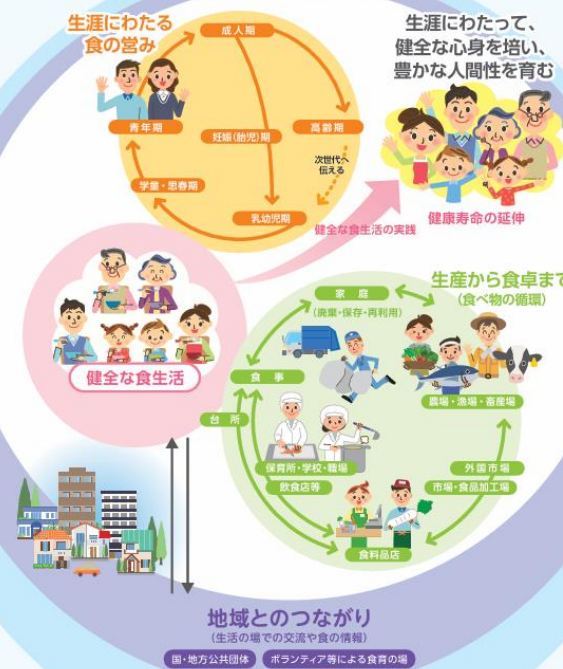 生涯にわたる
食の営み
成人期
青年期
妊娠(胎児)期
高齢期
次世代へ
伝える
学童・思春期
乳幼児期
生涯にわたって、
健全な心身を培い、
豊かな人間性を育む
健康寿命の延伸
健全な食生活の実践
健全な食生活
生産から食卓まで
(食べ物の循環)
家庭
(廃棄・保存・再利用)
食事
台所
農場・漁場・畜産場
保育所・学校・職場
飲食店等
外国市場
市場・食品加工場
食料品店
地域とのつながり
(生活の場での交流や食の情報)
国・地方公共団体
ボランティア等による食育の場